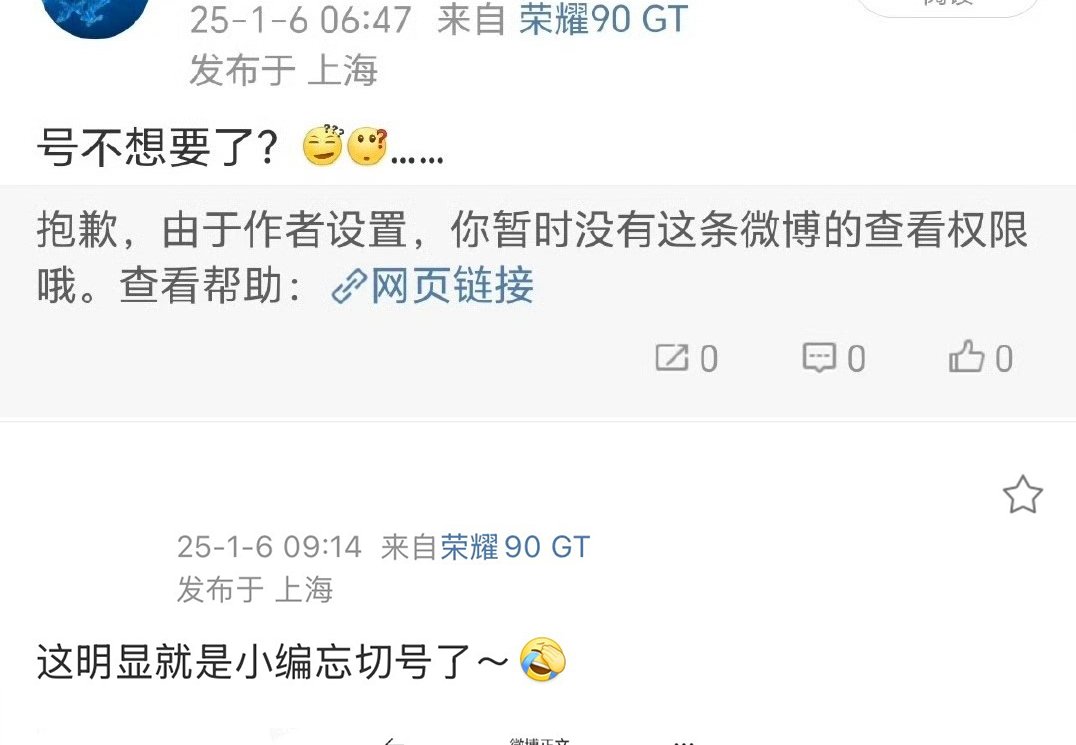 25-1-6 06:47 来自 荣耀90 GT
发布于 上海
号不想要了？......
抱歉，由于作者设置，你暂时没有这条微博的查看权限
哦。查看帮助：网页链接
0 0 0
25-1-6 09:14 来自荣耀90 GT
发布于 上海
这明显就是小编忘切号了～
微博正文